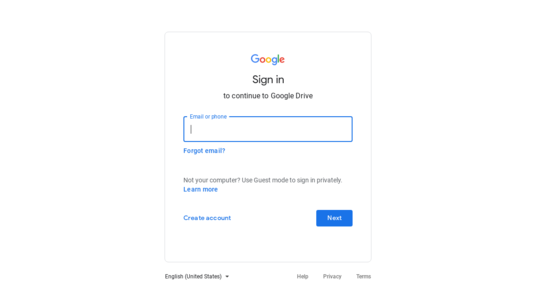 Google
Sign in
to continue to Google Drive
Email or phone
Forgot email?
Not your computer? Use Guest mode to sign in privately.
Learn more
Create account
Next
English (United States)
Help
Privacy
Terms